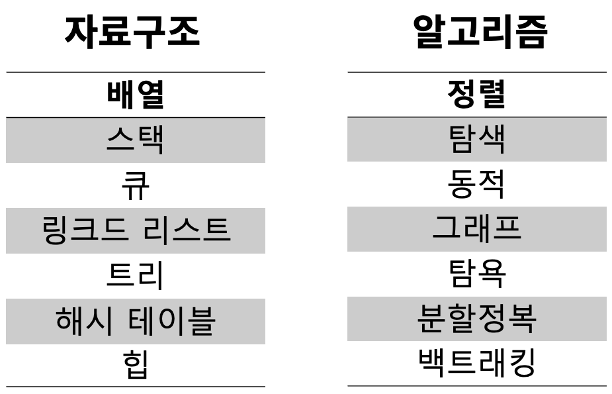 자료구조
배열
스택
큐
링크드 리스트
트리
해시 테이블
힙
알고리즘
정렬
탐색
동적
그래프
탐욕
분할정복
백트래킹